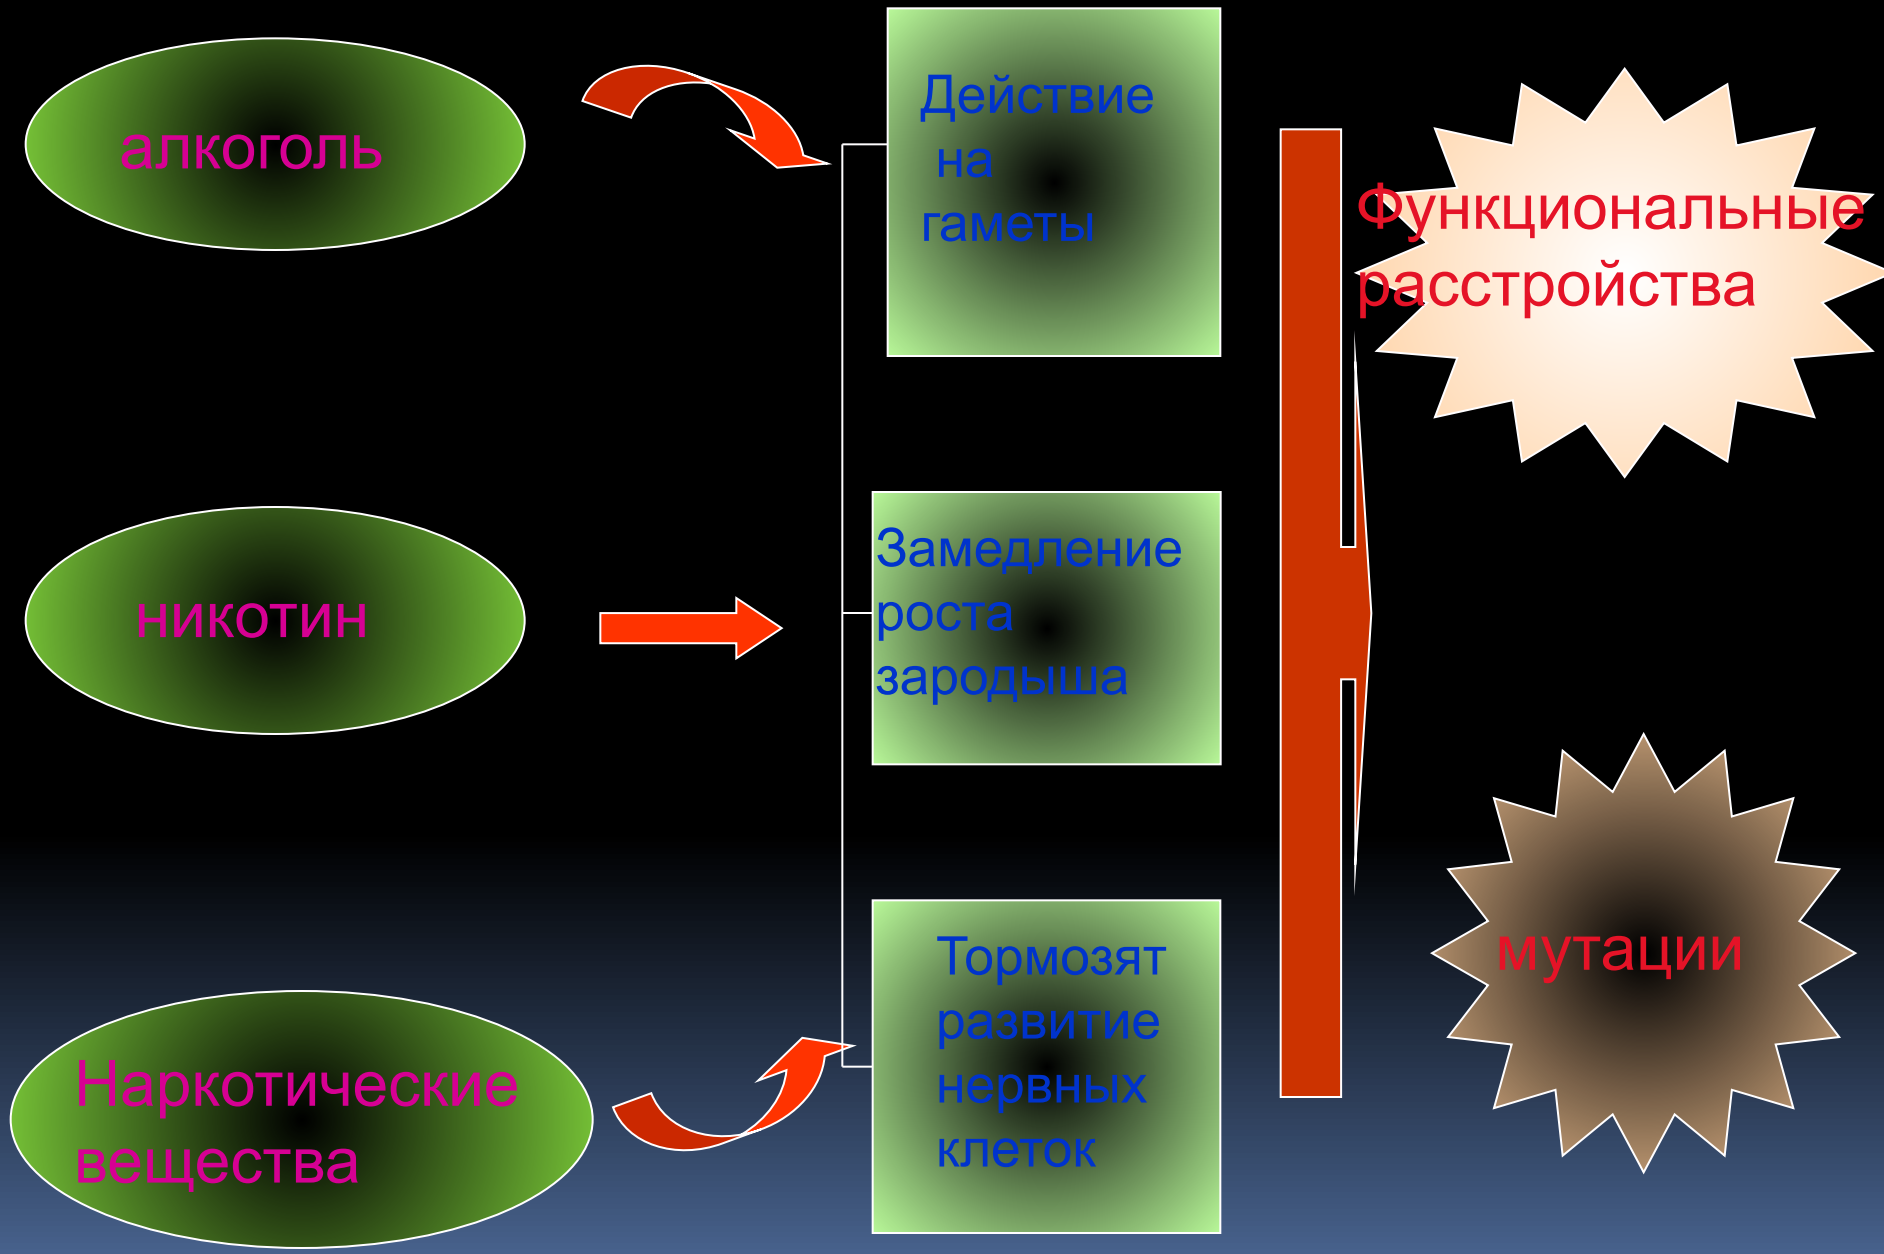 алкоголь
Действие
на
гаметы
Функциональные
расстройства
никотин
Замедление
роста
зародыша
Наркотические
вещества
Тормозят
развитие
нервных
клеток
мутации